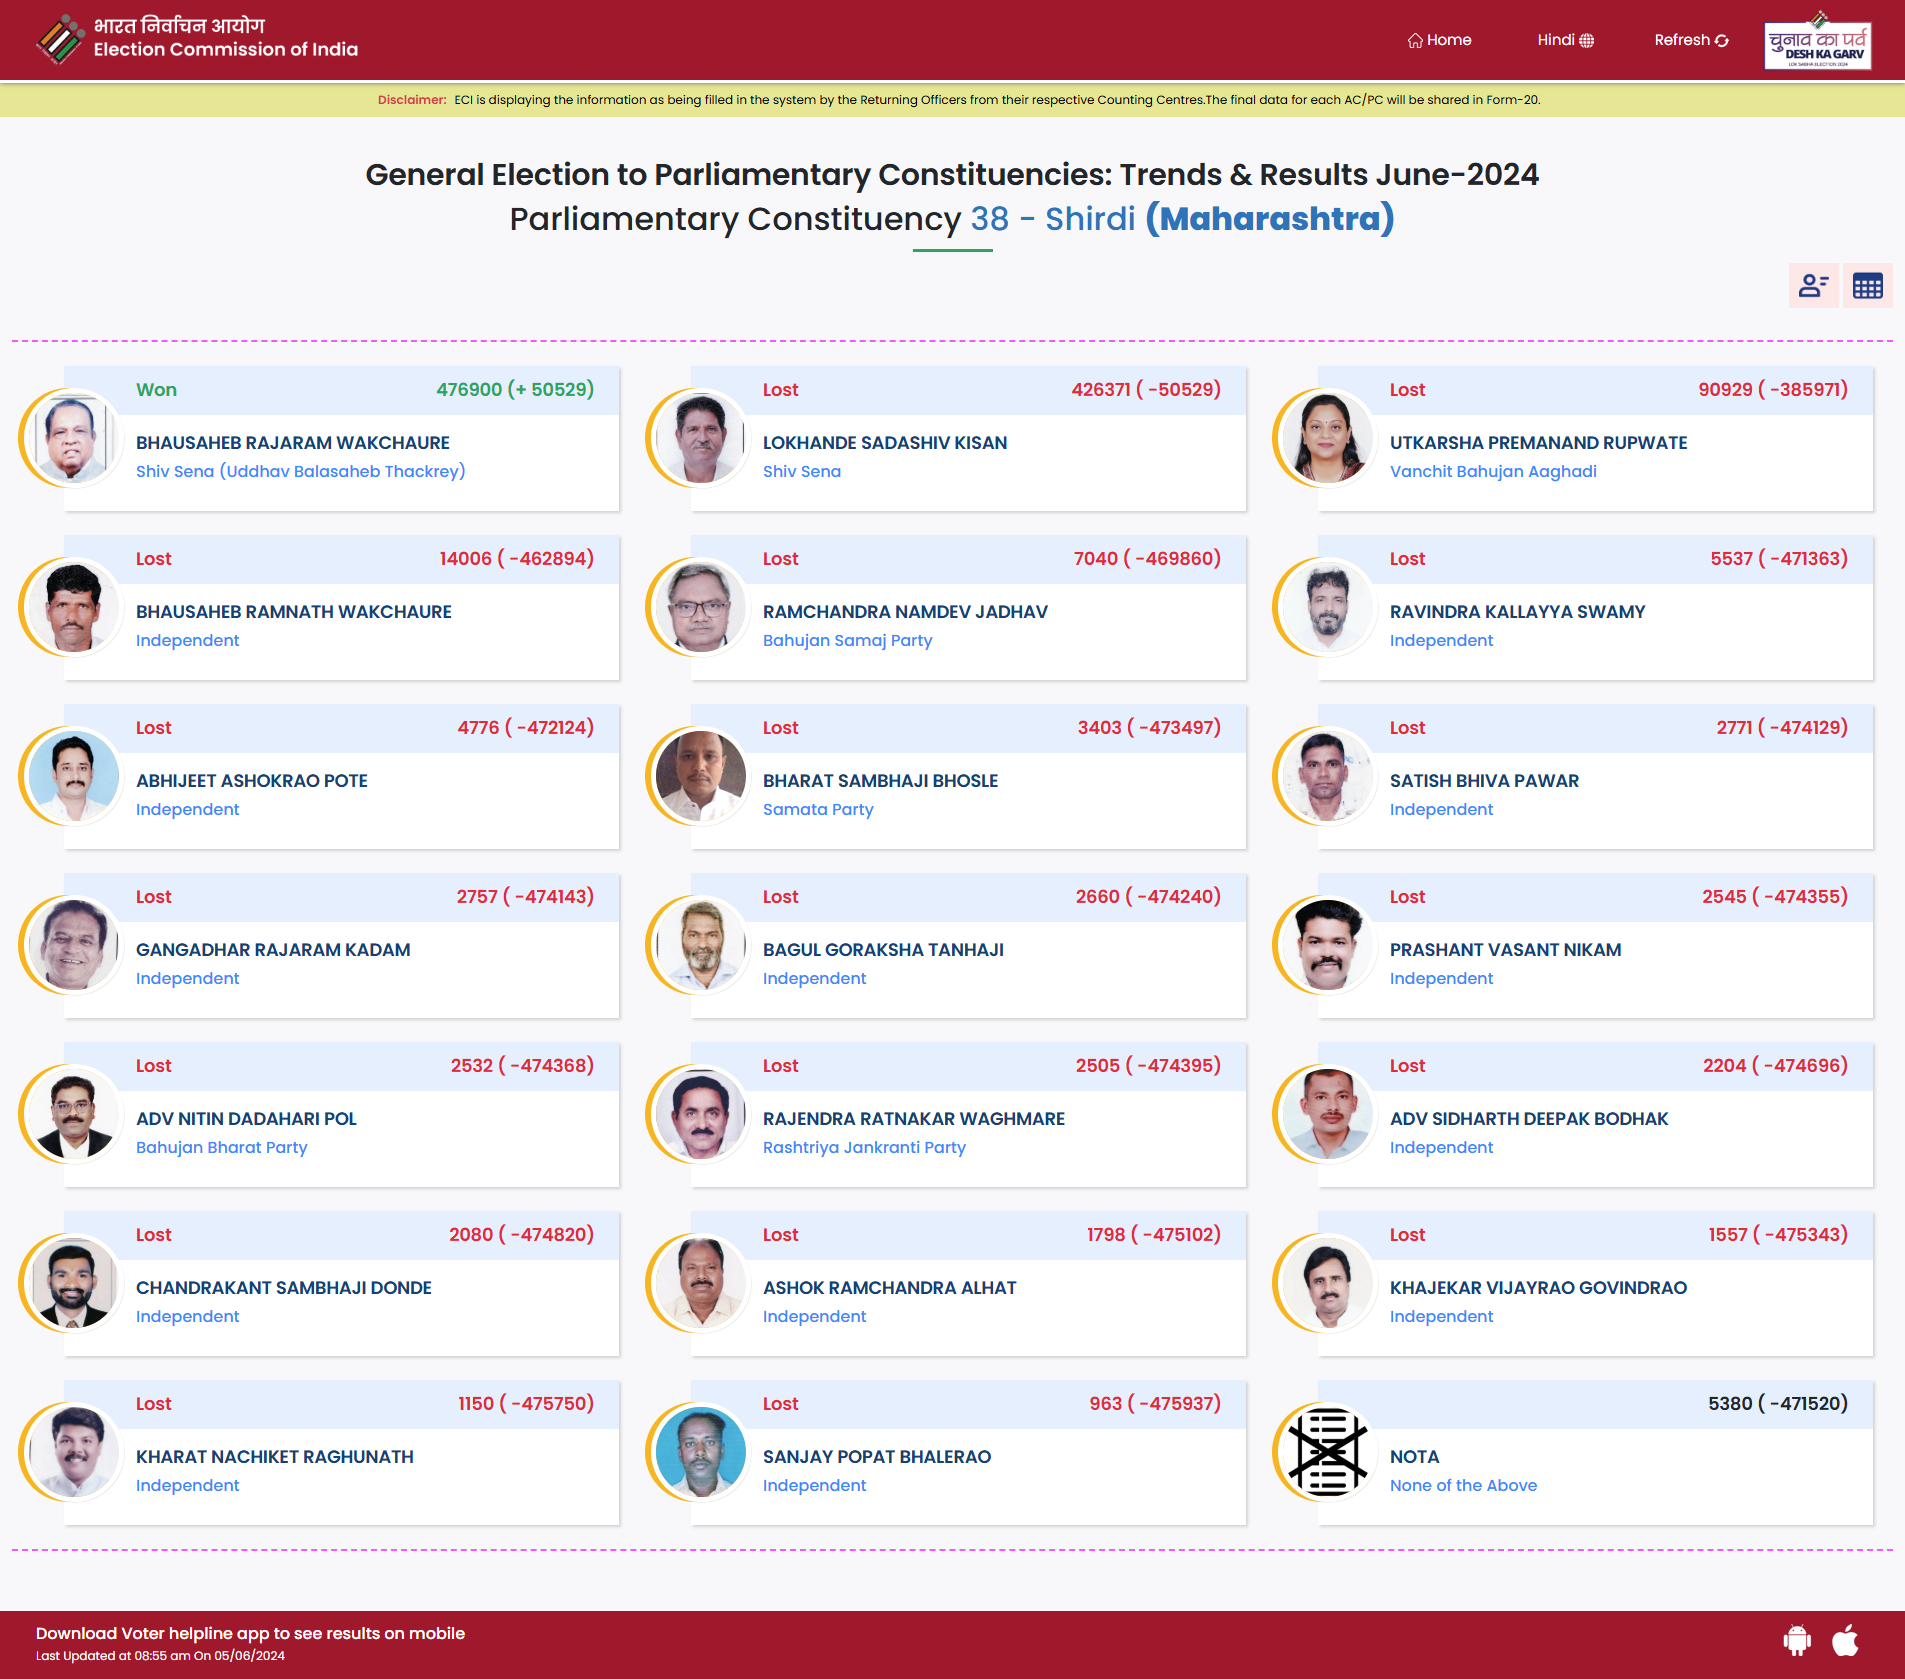 भारत निर्वाचन आयोग
Election Commission of India
Home
Hindi
Refresh
चुनाव का पर्व
DESH KA GARV
LOK SABHA ELECTION 2024
Disclaimer: ECI is displaying the information as being filled in the system by the Returning Officers from their respective Counting Centres.The final data for each AC/PC will be shared in Form-20.
General Election to Parliamentary Constituencies: Trends & Results June-2024
Parliamentary Constituency 38 - Shirdi (Maharashtra)
Won 476900 (+ 50529)
BHAUSAHEB RAJARAM WAKCHAURE
Shiv Sena (Uddhav Balasaheb Thackrey)
Lost 426371 ( -50529)
LOKHANDE SADASHIV KISAN
Shiv Sena
Lost 90929 ( -385971)
UTKARSHA PREMANAND RUPWATE
Vanchit Bahujan Aaghadi
Lost 14006 ( -462894)
BHAUSAHEB RAMNATH WAKCHAURE
Independent
Lost 7040 ( -469860)
RAMCHANDRA NAMDEV JADHAV
Bahujan Samaj Party
Lost 5537 ( -471363)
RAVINDRA KALLAYYA SWAMY
Independent
Lost 4776 ( -472124)
ABHIJEET ASHOKRAO POTE
Independent
Lost 3403 ( -473497)
BHARAT SAMBHAJI BHOSLE
Samata Party
Lost 2771 ( -474129)
SATISH BHIVA PAWAR
Independent
Lost 2757 ( -474143)
GANGADHAR RAJARAM KADAM
Independent
Lost 2660 ( -474240)
BAGUL GORAKSHA TANHAJI
Independent
Lost 2545 ( -474355)
PRASHANT VASANT NIKAM
Independent
Lost 2532 ( -474368)
ADV NITIN DADAHARI POL
Bahujan Bharat Party
Lost 2505 ( -474395)
RAJENDRA RATNAKAR WAGHMARE
Rashtriya Jankranti Party
Lost 2204 ( -474696)
ADV SIDHARTH DEEPAK BODHAK
Independent
Lost 2080 ( -474820)
CHANDRAKANT SAMBHAJI DONDE
Independent
Lost 1798 ( -475102)
ASHOK RAMCHANDRA ALHAT
Independent
Lost 1557 ( -475343)
KHAJEKAR VIJAYRAO GOVINDRAO
Independent
Lost 1150 ( -475750)
KHARAT NACHIKET RAGHUNATH
Independent
Lost 963 ( -475937)
SANJAY POPAT BHALERAO
Independent
5380 ( -471520)
NOTA
None of the Above
Download Voter helpline app to see results on mobile
Last Updated at 08:55 am On 05/06/2024